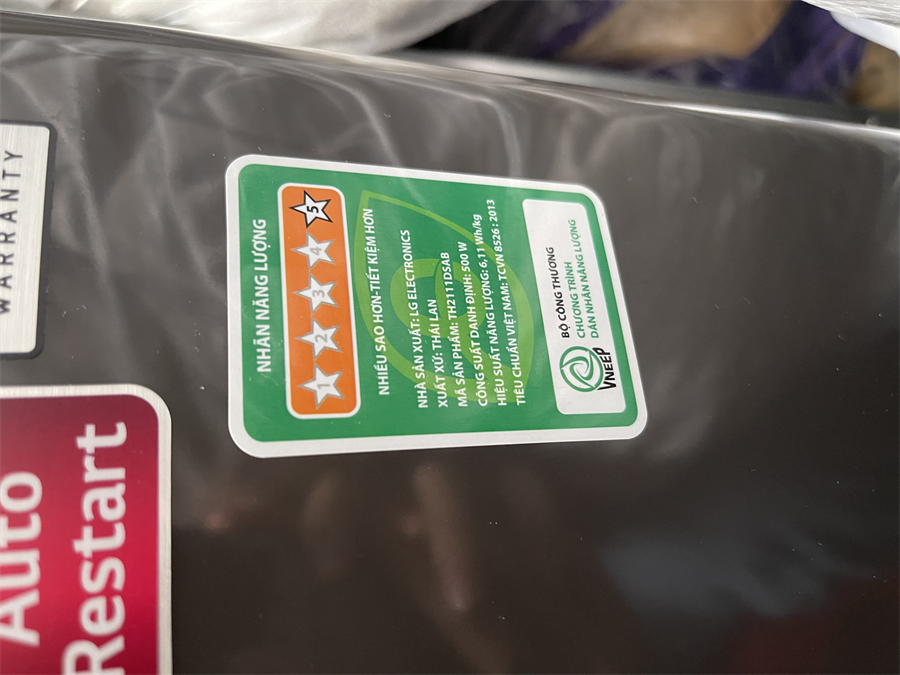 WARRANTY
Auto
Restart
NHÃN NĂNG LƯỢNG
1 2 3 4 5
NHIỀU SAO HƠN-TIẾT KIỆM HƠN
NHÀ SẢN XUẤT: LG ELECTRONICS
XUẤT XỨ: THÁI LAN
MÃ SẢN PHẨM: TH2111DSAB
CÔNG SUẤT DANH ĐỊNH: 500 W
HIỆU SUẤT NĂNG LƯỢNG: 6,11 Wh/kg
TIÊU CHUẨN VIỆT NAM: TCVN 8526 : 2013
VNEEP
BỘ CÔNG THƯƠNG
CHƯƠNG TRÌNH
DÁN NHÃN NĂNG LƯỢNG